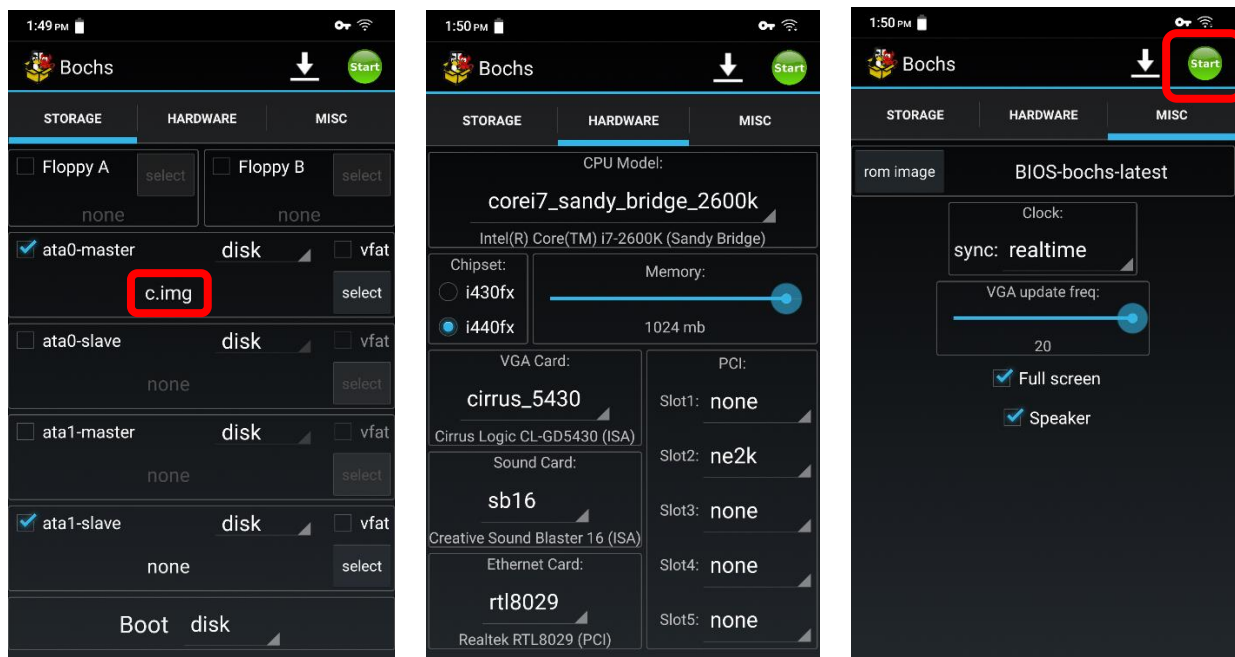 1:49 PM
Bochs
Start
STORAGE HARDWARE MISC
Floppy A select Floppy B select
none none
ata0-master disk vfat
c.img select
ata0-slave disk vfat
none select
ata1-master disk vfat
none select
ata1-slave disk vfat
none select
Boot disk
1:50 PM
Bochs
Start
STORAGE HARDWARE MISC
CPU Model:
corei7_sandy_bridge_2600k
Intel(R) Core(TM) i7-2600K (Sandy Bridge)
Chipset:
i430fx
i440fx
Memory:
1024 mb
VGA Card:
cirrus_5430
Cirrus Logic CL-GD5430 (ISA)
Sound Card:
sb16
Creative Sound Blaster 16 (ISA)
Ethernet Card:
rtl8029
Realtek RTL8029 (PCI)
PCI:
Slot1: none
Slot2: ne2k
Slot3: none
Slot4: none
Slot5: none
1:50 PM
Bochs
Start
STORAGE HARDWARE MISC
rom image BIOS-bochs-latest
Clock:
sync: realtime
VGA update freq:
20
Full screen
Speaker